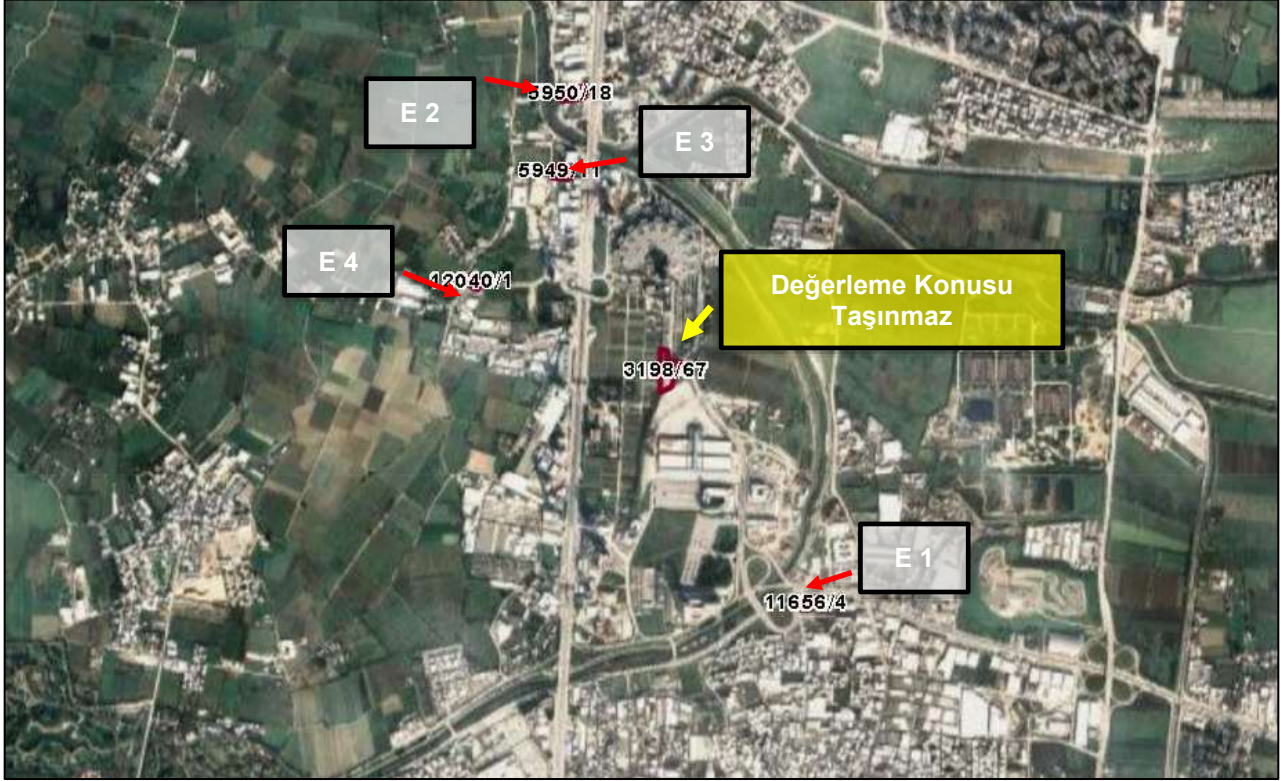 5950/18
E 2
E 3
5949/11
E 4
12040/1
Değerleme Konusu
Taşınmaz
3198/67
E 1
11656/4